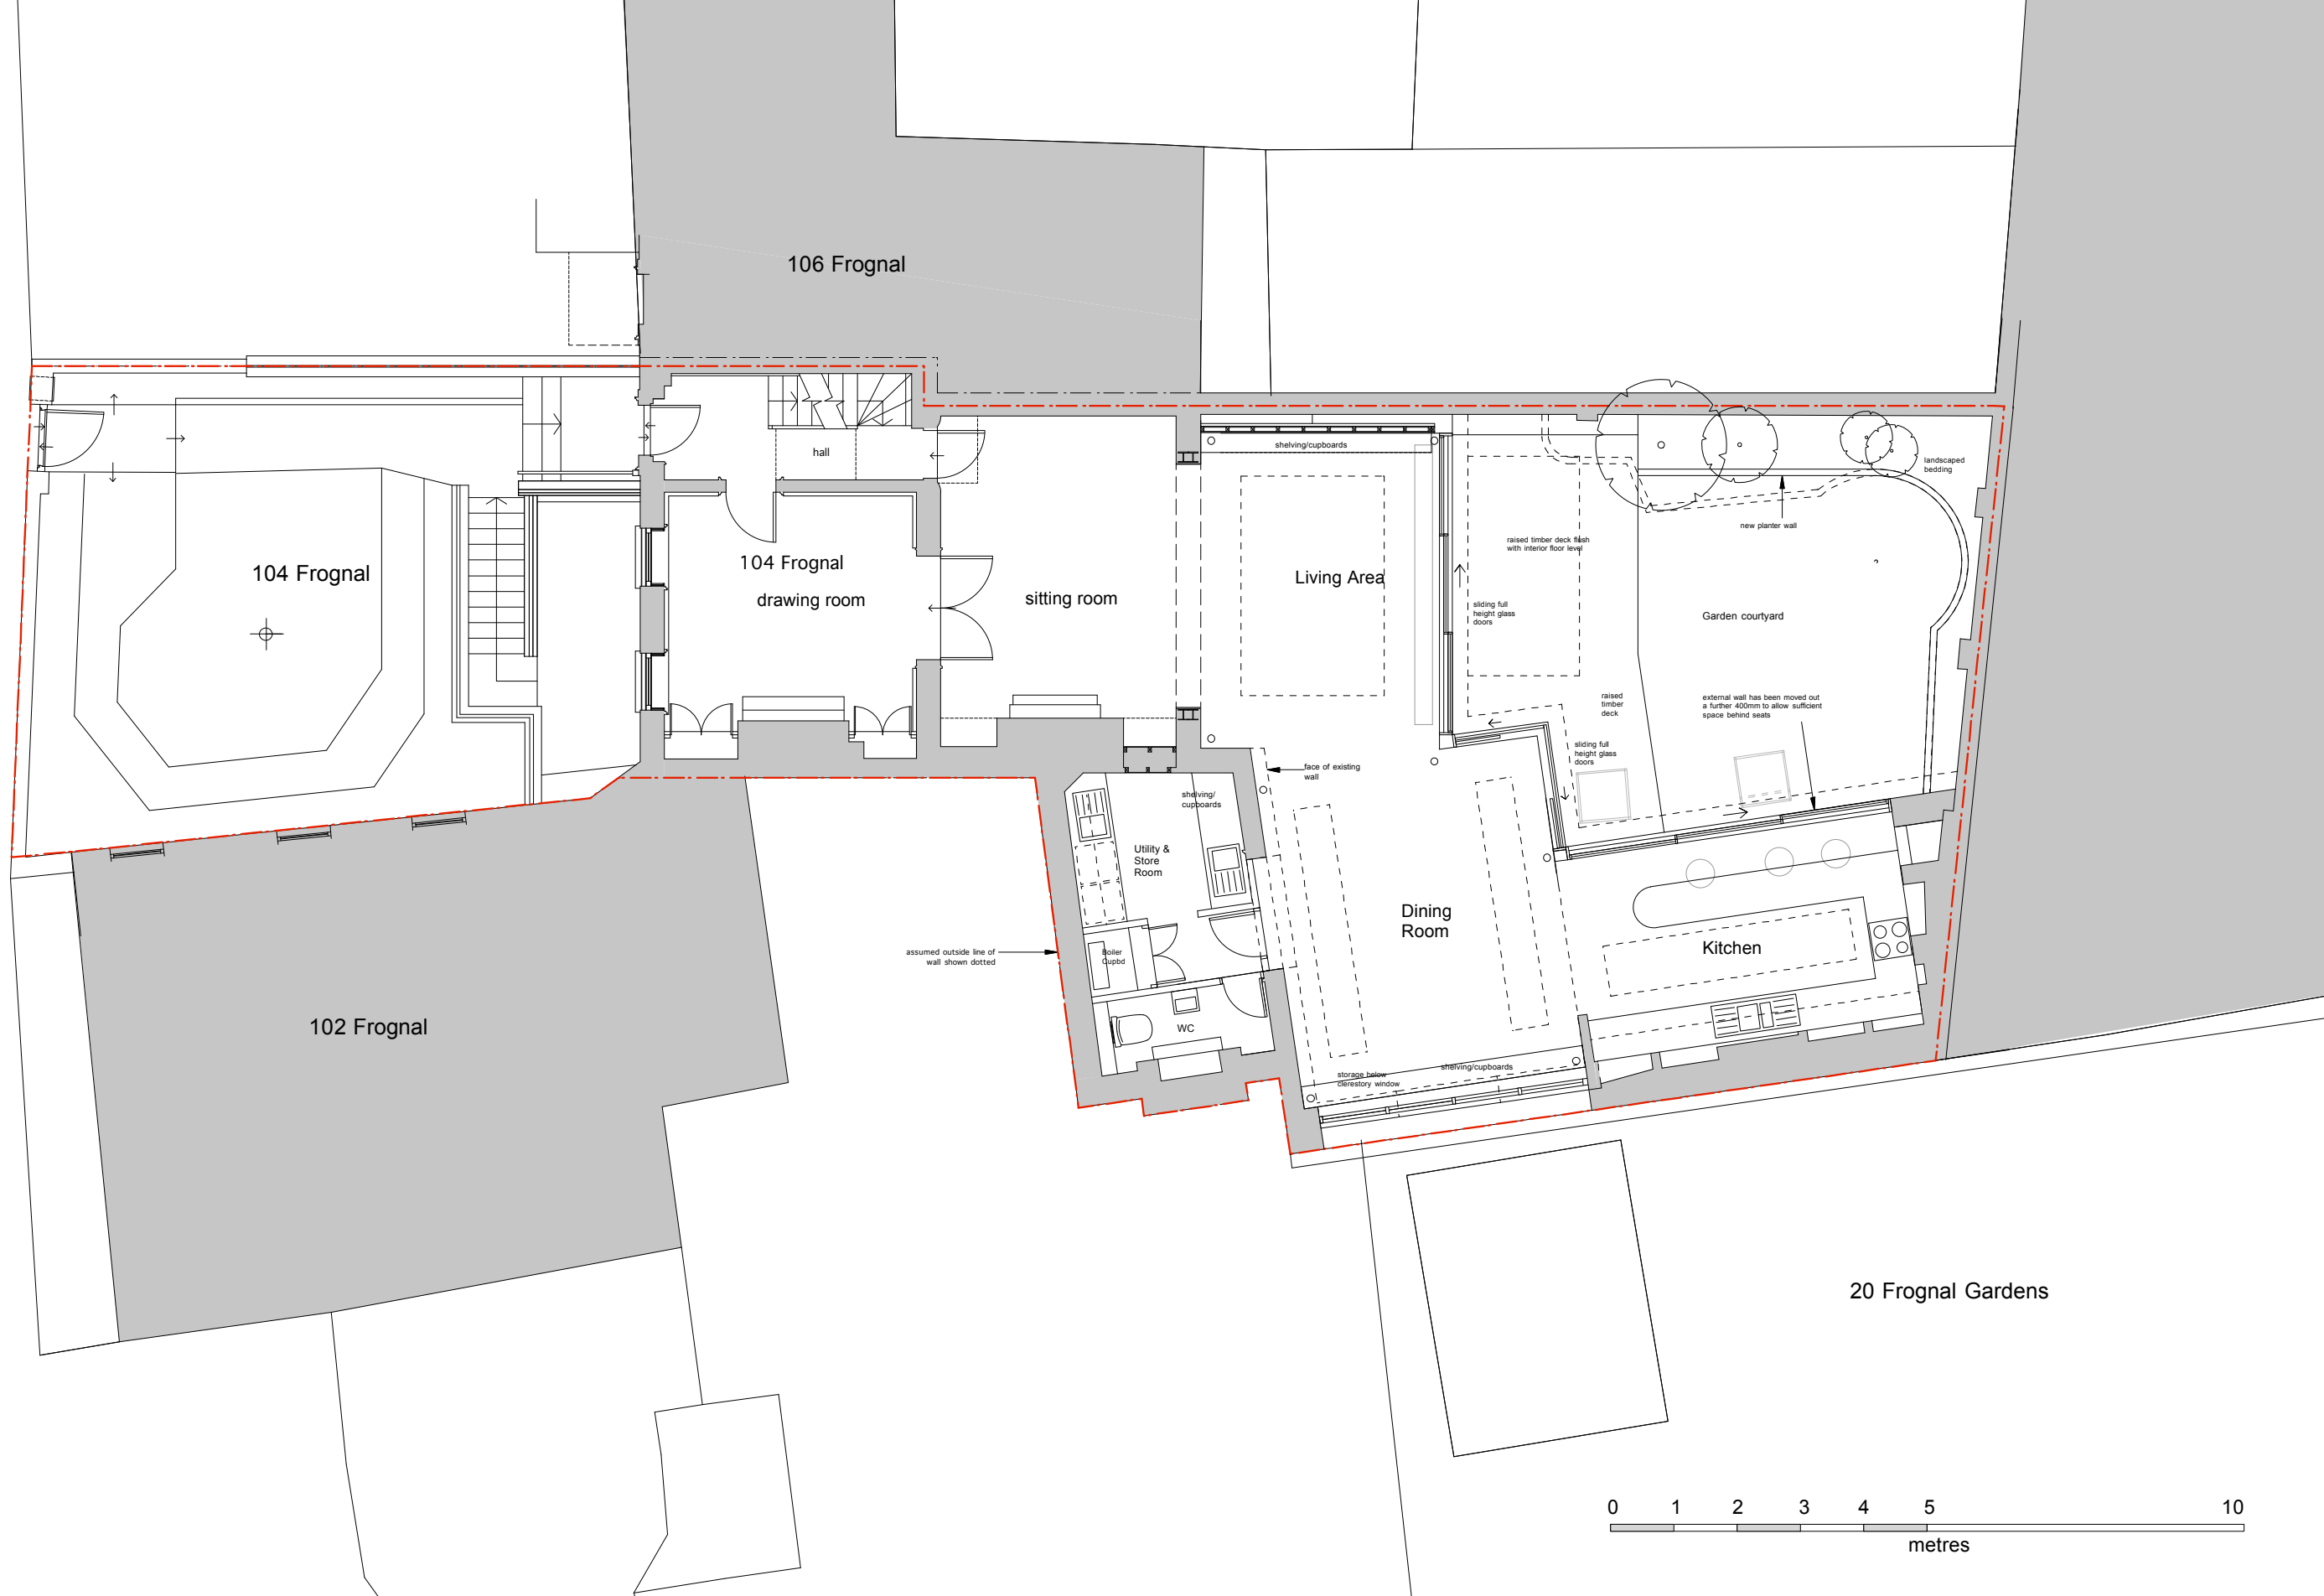 106 Frognal
hall
shelving/cupboards
landscaped
bedding
new planter wall
raised timber deck flush
with interior floor level
104 Frognal
104 Frognal
drawing room
sitting room
Living Area
sliding full
height glass
doors
Garden courtyard
raised
timber
deck
external wall has been moved out
a further 400mm to allow sufficient
space behind seats
sliding full
height glass
doors
face of existing
wall
shelving/
cupboards
Utility &
Store
Room
Dining
Room
Kitchen
assumed outside line of
wall shown dotted
Boiler
Cupbd
102 Frognal
WC
storage below
clerestory window
shelving/cupboards
20 Frognal Gardens
0 1 2 3 4 5 10
metres